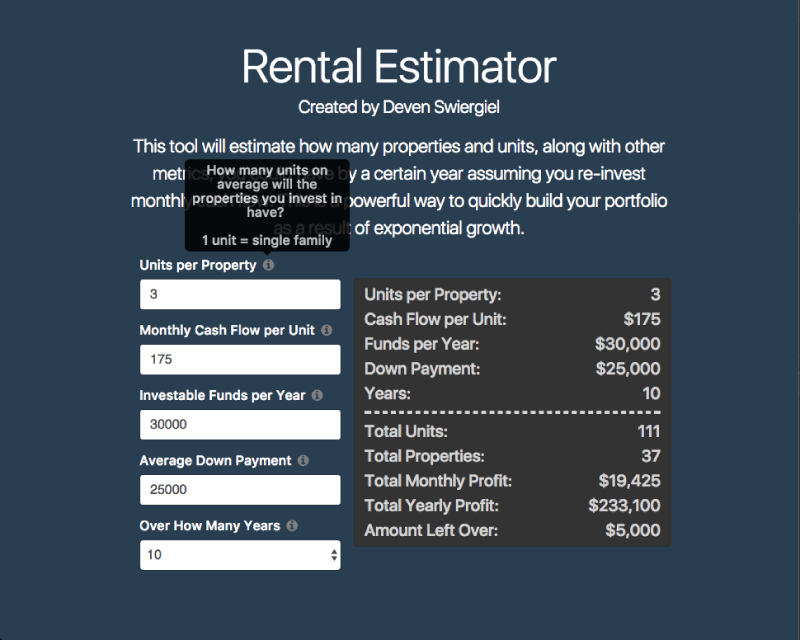 Rental Estimator
Created by Deven Swiergiel
This tool will estimate how many properties and units, along with other
by a certain year assuming you re-invest
monthly powerful way to quickly build your portfolio
as a result of exponential growth.
How many units on
average will the
properties you invest in
have?
1 unit = single family
Units per Property
3
Monthly Cash Flow per Unit
175
Investable Funds per Year
30000
Average Down Payment
25000
Over How Many Years
10
Units per Property: 3
Cash Flow per Unit: $175
Funds per Year: $30,000
Down Payment: $25,000
Years: 10
Total Units: 111
Total Properties: 37
Total Monthly Profit: $19,425
Total Yearly Profit: $233,100
Amount Left Over: $5,000